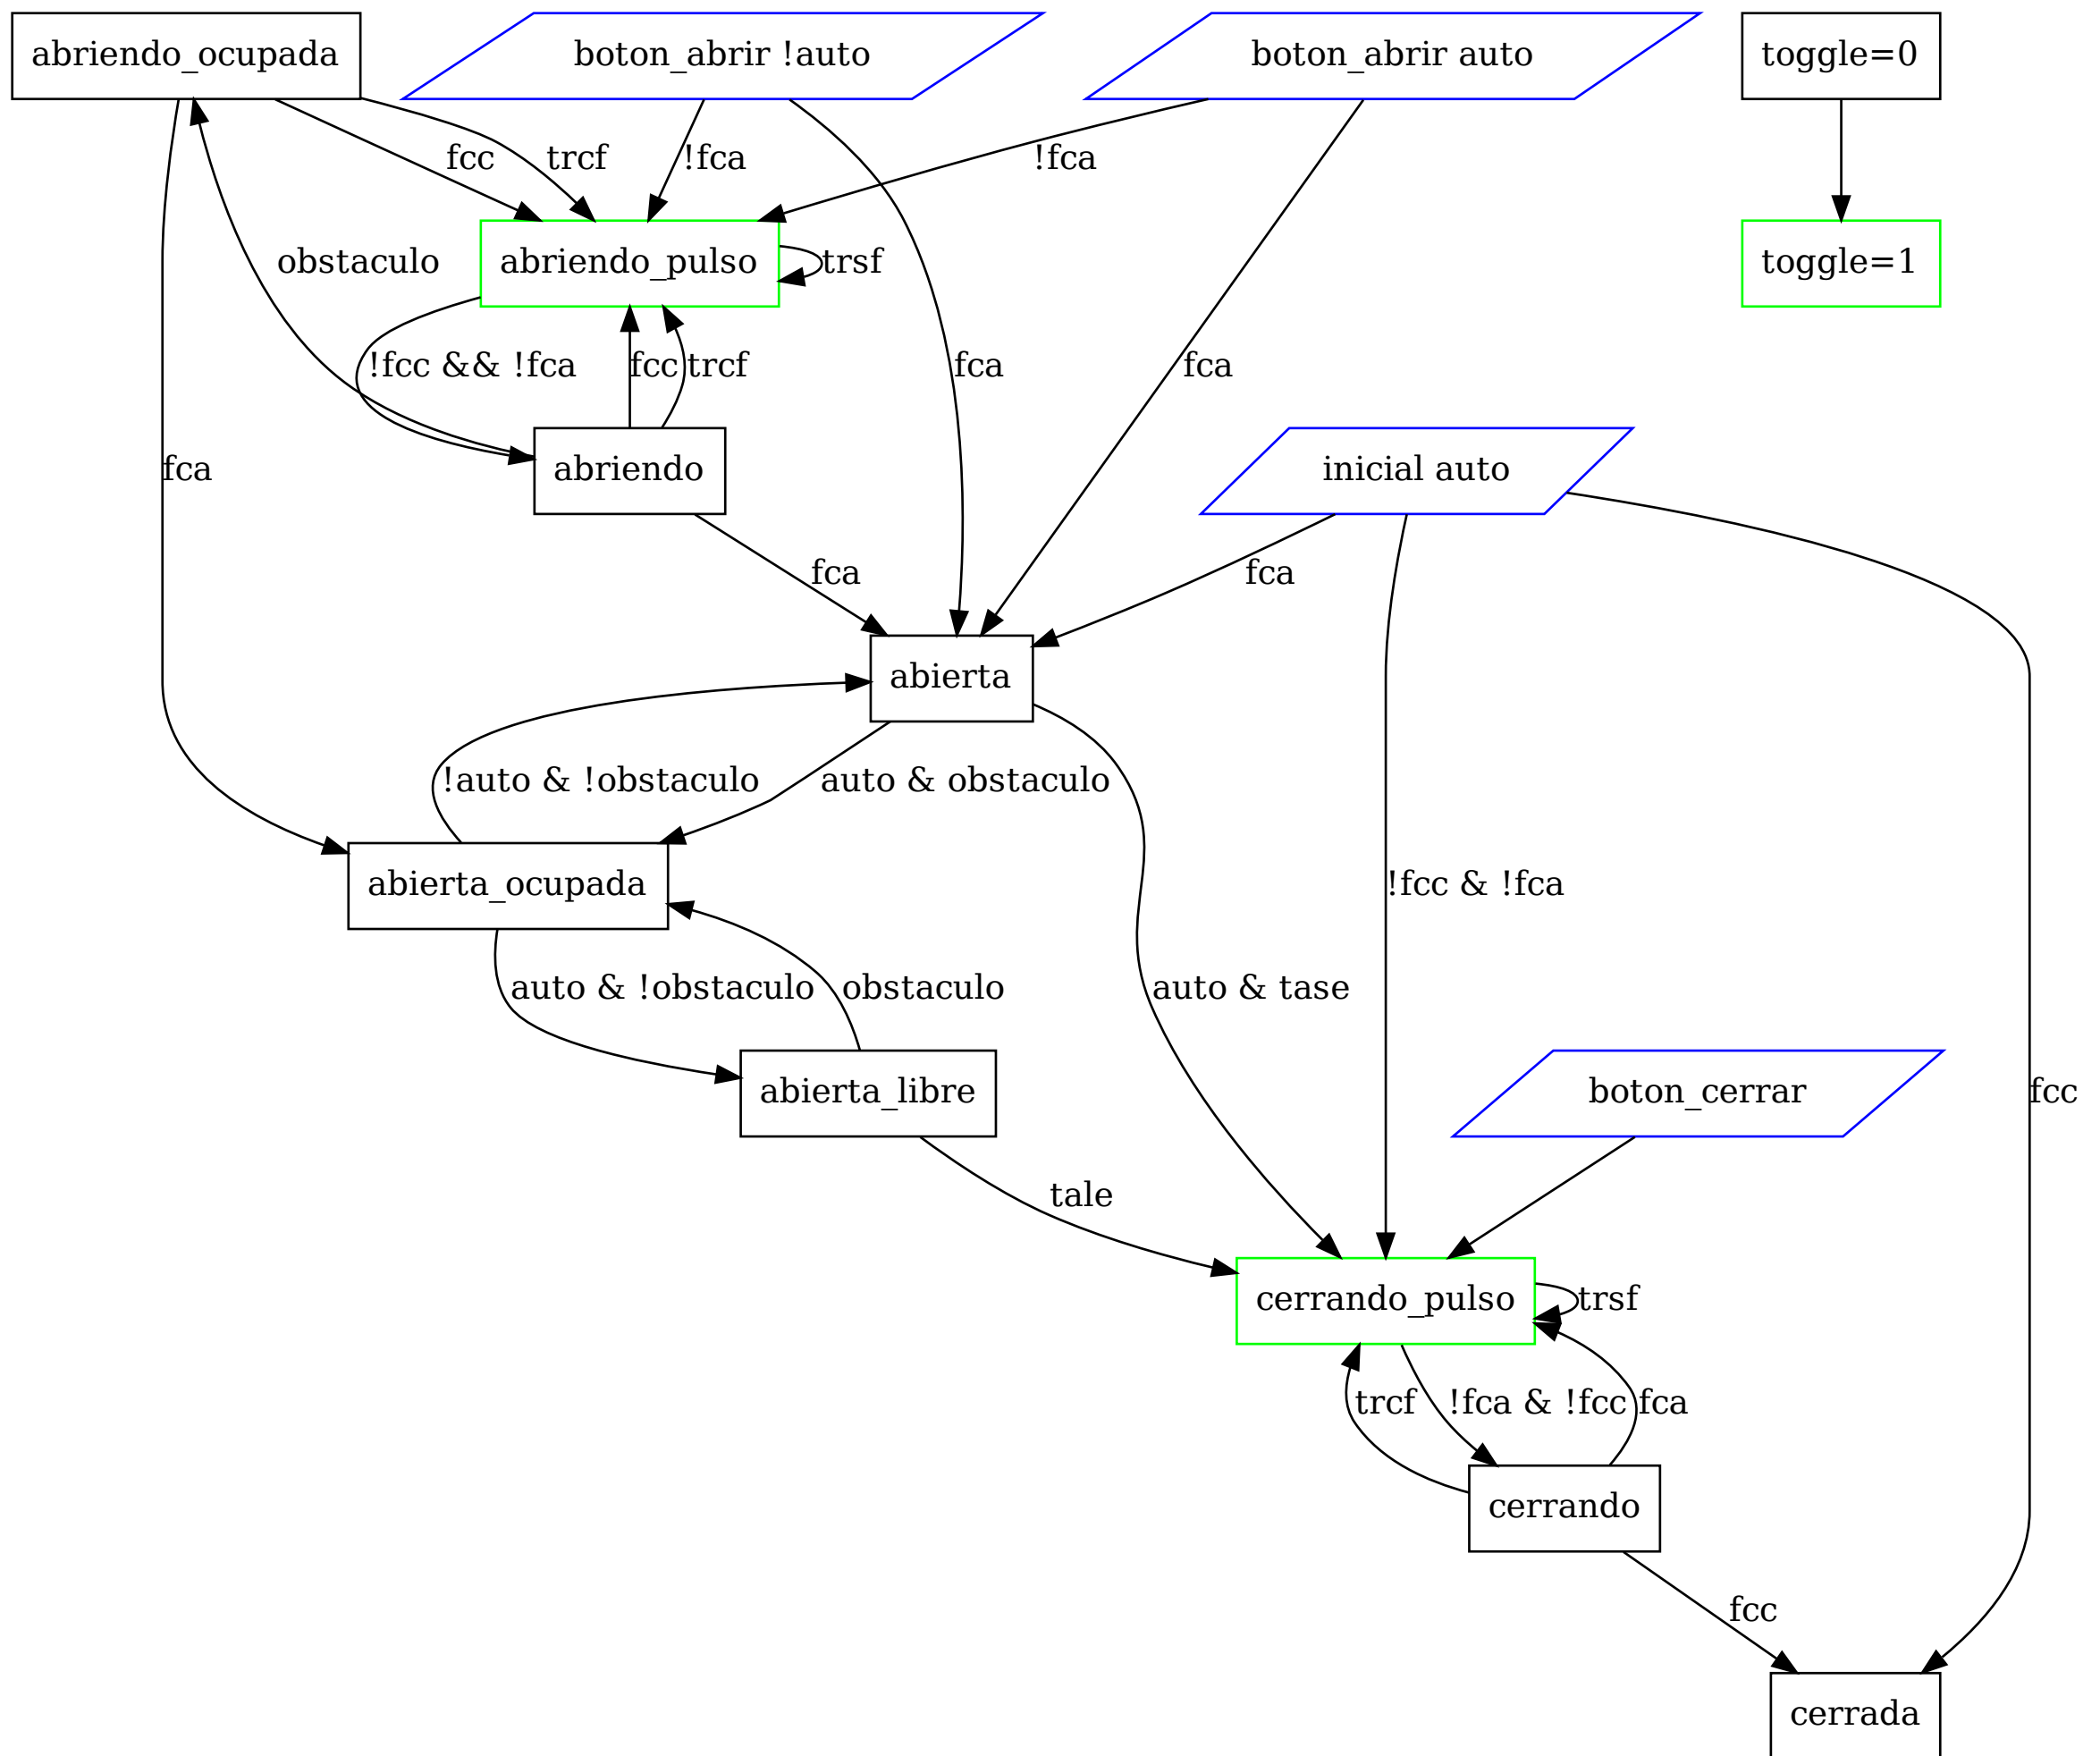 abriendo_ocupada
boton_abrir !auto
boton_abrir auto
toggle=0
fcc
trcf
!fca
!fca
obstaculo
abriendo_pulso
trsf
toggle=1
!fcc && !fca
fcc
trcf
fca
fca
fca
abriendo
inicial auto
fca
fca
abierta
!auto & !obstaculo
auto & obstaculo
abierta_ocupada
!fcc & !fca
auto & !obstaculo
obstaculo
auto & tase
abierta_libre
boton_cerrar
fcc
tale
cerrando_pulso
trsf
trcf
!fca & !fcc
fca
cerrando
fcc
cerrada